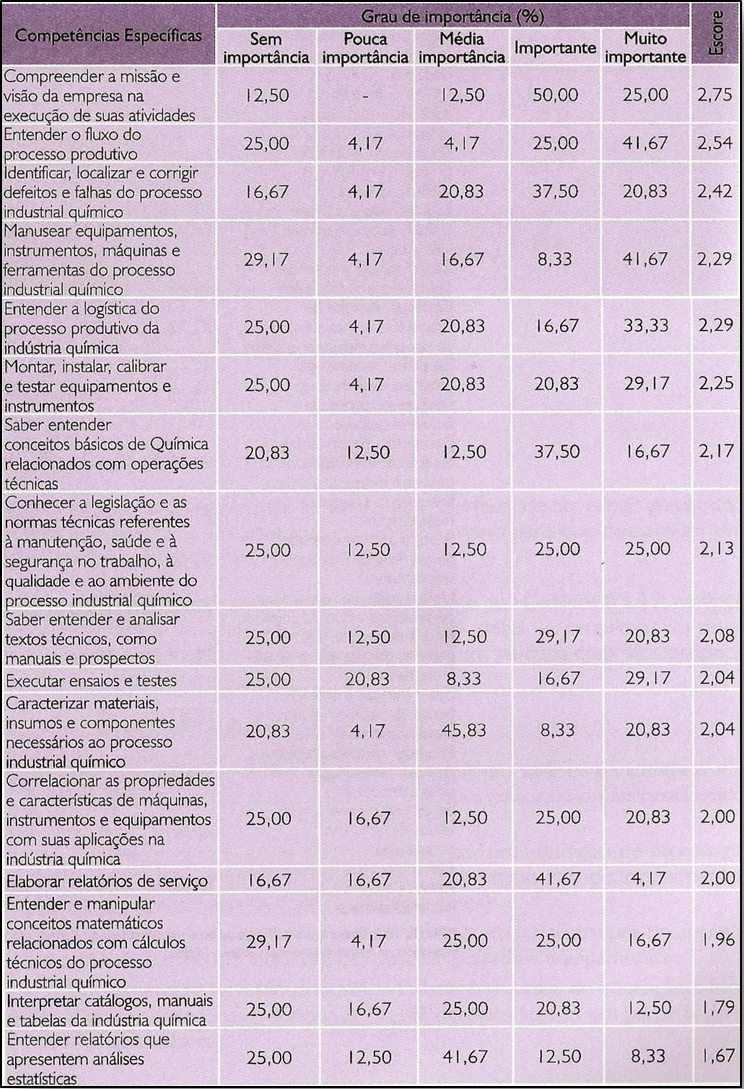 Competências Específicas
Grau de importância (%)
Escore
Sem importância
Pouca importância
Média importância
Importante
Muito importante
Compreender a missão e
visão da empresa na
execução de suas atividades
12,50 - 12,50 50,00 25,00 2,75
Entender o fluxo do
processo produtivo
25,00 4,17 4,17 25,00 41,67 2,54
Identificar, localizar e corrigir
defeitos e falhas do processo
industrial químico
16,67 4,17 20,83 37,50 20,83 2,42
Manusear equipamentos,
instrumentos, máquinas e
ferramentas do processo
industrial químico
29,17 4,17 16,67 8,33 41,67 2,29
Entender a logística do
processo produtivo da
indústria química
25,00 4,17 20,83 16,67 33,33 2,29
Montar, instalar, calibrar
e testar equipamentos e
instrumentos
25,00 4,17 20,83 20,83 29,17 2,25
Saber entender
conceitos básicos de Química
relacionados com operações
técnicas
20,83 12,50 12,50 37,50 16,67 2,17
Conhecer a legislação e as
normas técnicas referentes
à manutenção, saúde e à
segurança no trabalho, à
qualidade e ao ambiente do
processo industrial químico
25,00 12,50 12,50 25,00 25,00 2,13
Saber entender e analisar
textos técnicos, como
manuais e prospectos
25,00 12,50 12,50 29,17 20,83 2,08
Executar ensaios e testes 25,00 20,83 8,33 16,67 29,17 2,04
Caracterizar materiais,
insumos e componentes
necessários ao processo
industrial químico
20,83 4,17 45,83 8,33 20,83 2,04
Correlacionar as propriedades
e características de máquinas,
instrumentos e equipamentos
com suas aplicações na
indústria química
25,00 16,67 12,50 25,00 20,83 2,00
Elaborar relatórios de serviço 16,67 16,67 20,83 41,67 4,17 2,00
Entender e manipular
conceitos matemáticos
relacionados com cálculos
técnicos do processo
industrial químico
29,17 4,17 25,00 25,00 16,67 1,96
Interpretar catálogos, manuais
e tabelas da indústria química
25,00 16,67 25,00 20,83 12,50 1,79
Entender relatórios que
apresentem análises
estatísticas
25,00 12,50 41,67 12,50 8,33 1,67